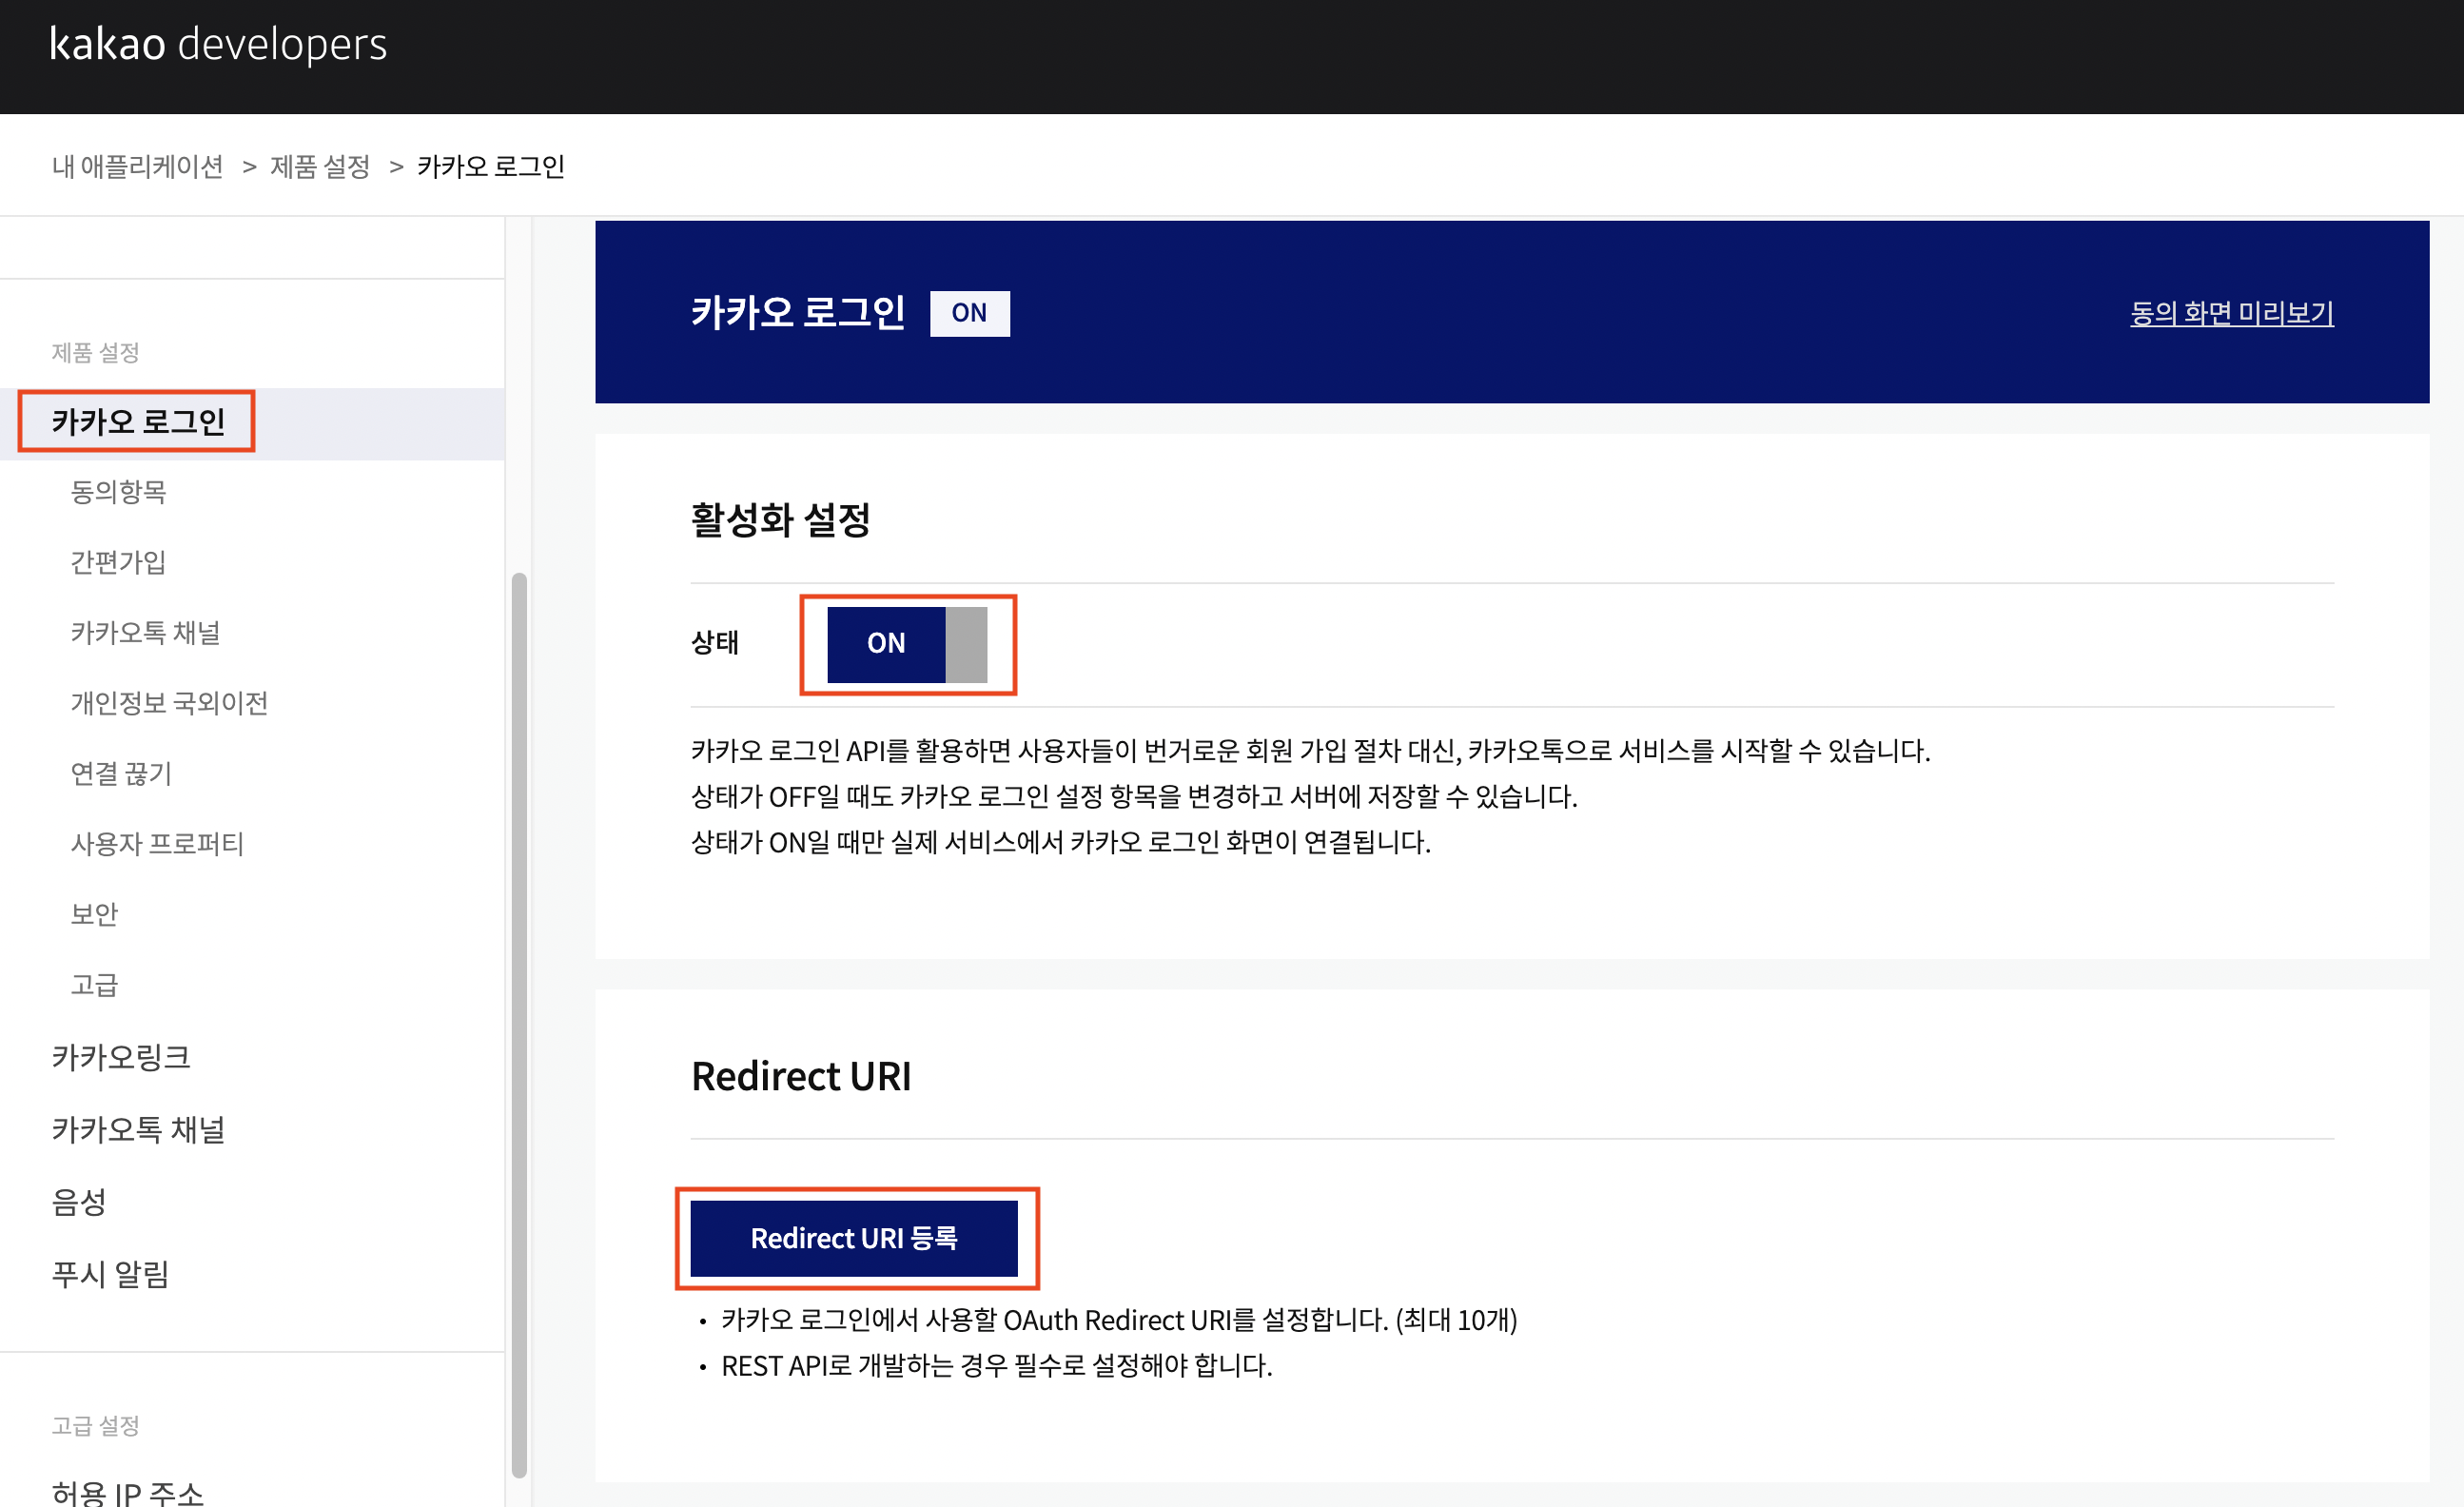 kakao developers
내 애플리케이션 > 제품 설정 > 카카오 로그인
제품 설정
카카오 로그인
동의항목
간편가입
카카오톡 채널
개인정보 국외이전
연결 끊기
사용자 프로퍼티
보안
고급
카카오링크
카카오톡 채널
음성
푸시 알림
고급 설정
허용 IP 주소
카카오 로그인 ON
동의 화면 미리보기
활성화 설정
상태 ON
카카오 로그인 API를 활용하면 사용자들이 번거로운 회원 가입 절차 대신, 카카오톡으로 서비스를 시작할 수 있습니다.
상태가 OFF일 때도 카카오 로그인 설정 항목을 변경하고 서버에 저장할 수 있습니다.
상태가 ON일 때만 실제 서비스에서 카카오 로그인 화면이 연결됩니다.
Redirect URI
Redirect URI 등록
• 카카오 로그인에서 사용할 OAuth Redirect URI를 설정합니다. (최대 10개)
• REST API로 개발하는 경우 필수로 설정해야 합니다.